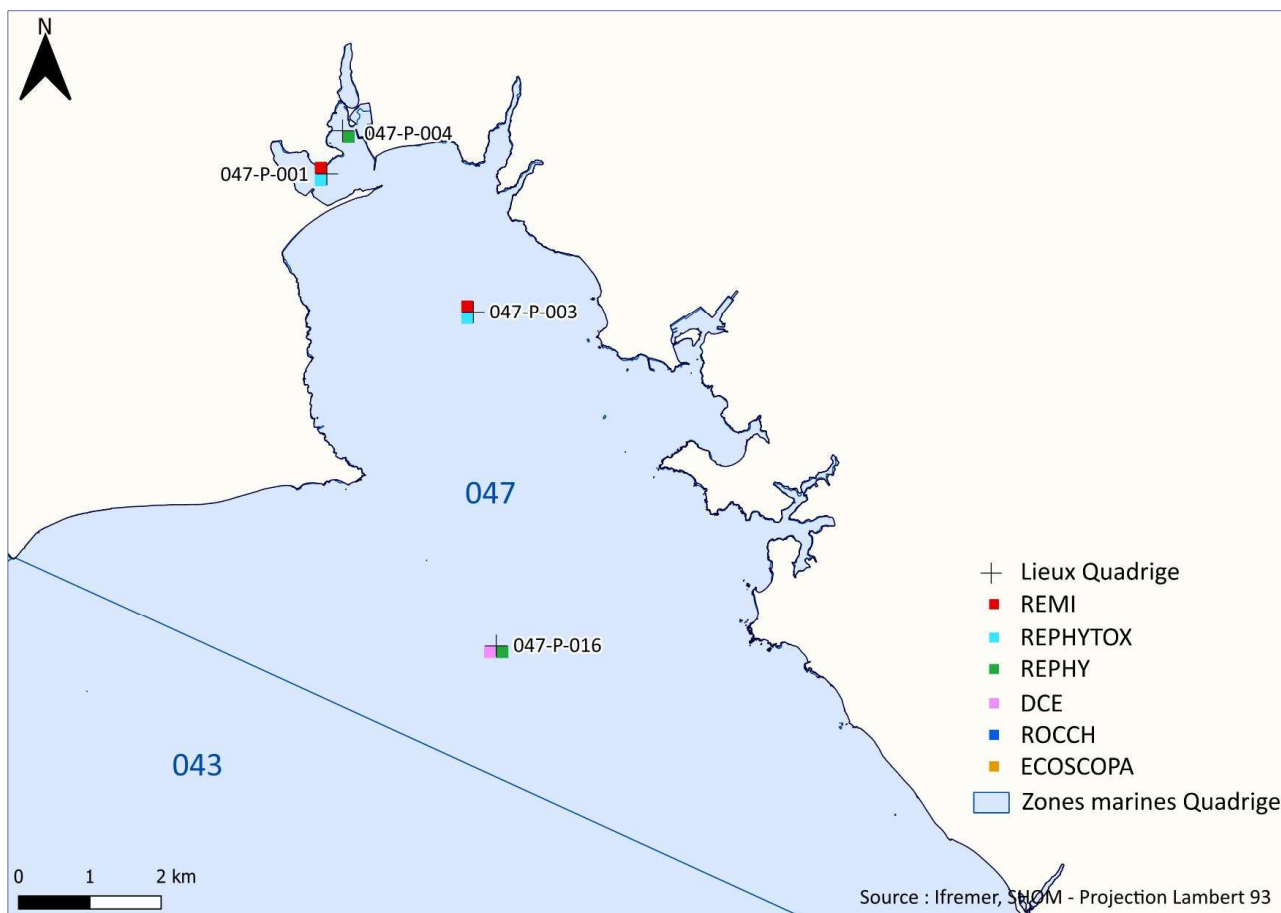 N
047-P-004
047-P-001
047-P-003
047
047-P-016
043
Lieux Quadrige
REMI
REPHYTOX
REPHY
DCE
ROCCH
ECOSCOPA
Zones marines Quadrige
0 1 2 km
Source : Ifremer, SHOM - Projection Lambert 93